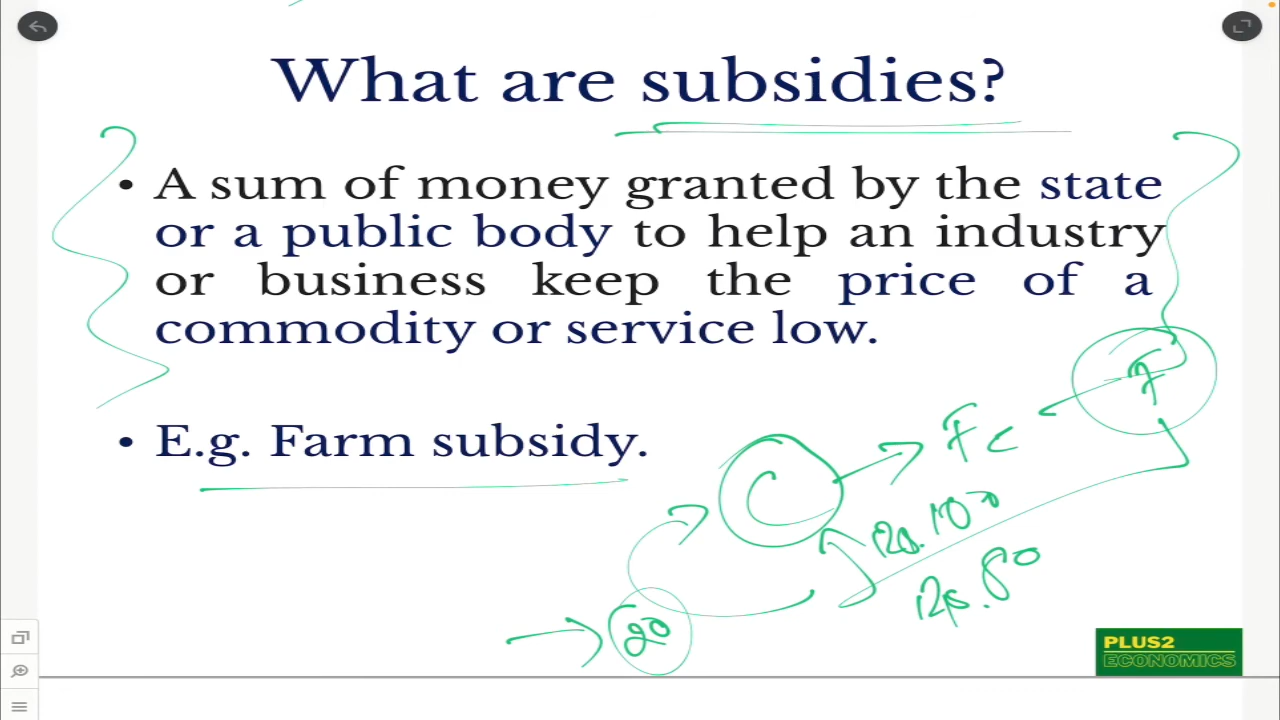 What are subsidies?
• A sum of money granted by the state
or a public body to help an industry
or business keep the price of a
commodity or service low.
F
• E.g. Farm subsidy.
Fc
C
Rs.100
Rs.80
20
PLUS2
ECONOMICS